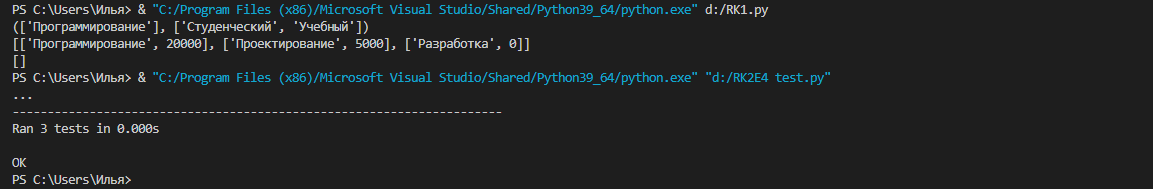 PS C:\Users\Илья> & "C:/Program Files (x86)/Microsoft Visual Studio/Shared/Python39_64/python.exe" d:/RK1.py
(['Программирование'], ['Студенческий', 'Учебный'])
[['Программирование', 20000], ['Проектирование', 5000], ['Разработка', 0]]
[]
PS C:\Users\Илья> & "C:/Program Files (x86)/Microsoft Visual Studio/Shared/Python39_64/python.exe" "d:/RK2E4 test.py"
...
----------------------------------------------------------------------
Ran 3 tests in 0.000s
OK
PS C:\Users\Илья>